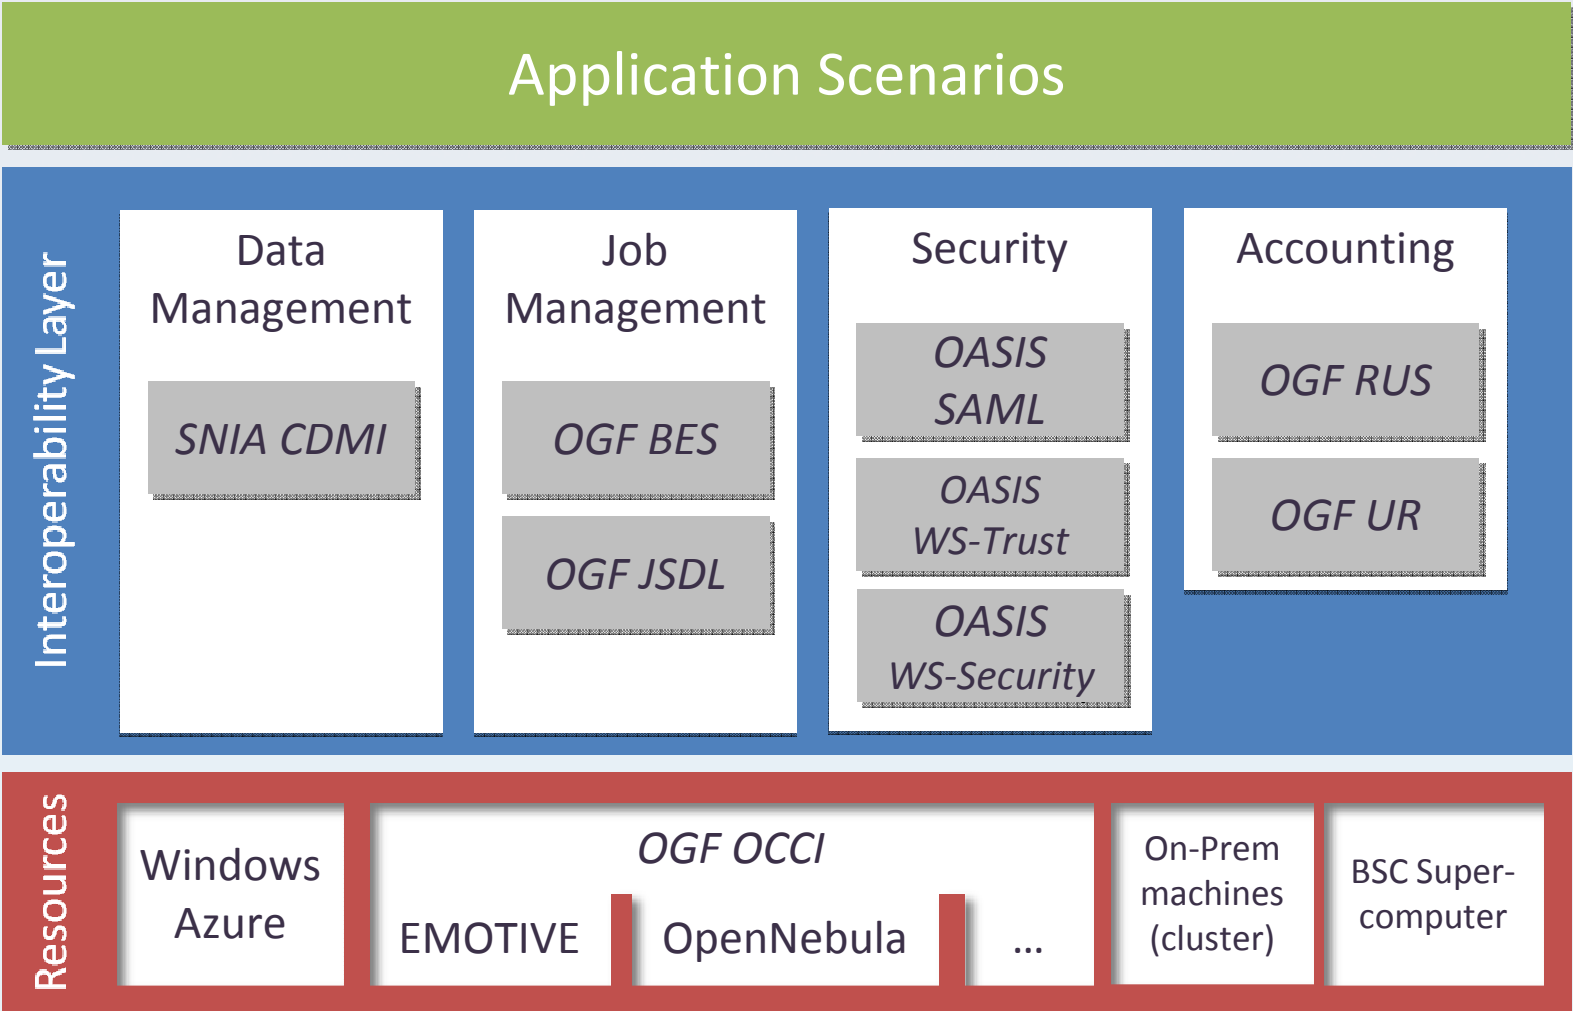 Application Scenarios
Interoperability Layer
Data
Management
SNIA CDMI
Job
Management
OGF BES
OGF JSDL
Security
OASIS
SAML
OASIS
WS-Trust
OASIS
WS-Security
Accounting
OGF RUS
OGF UR
Resources
Windows
Azure
OGF OCCI
EMOTIVE
OpenNebula
...
On-Prem
machines
(cluster)
BSC Super-
computer